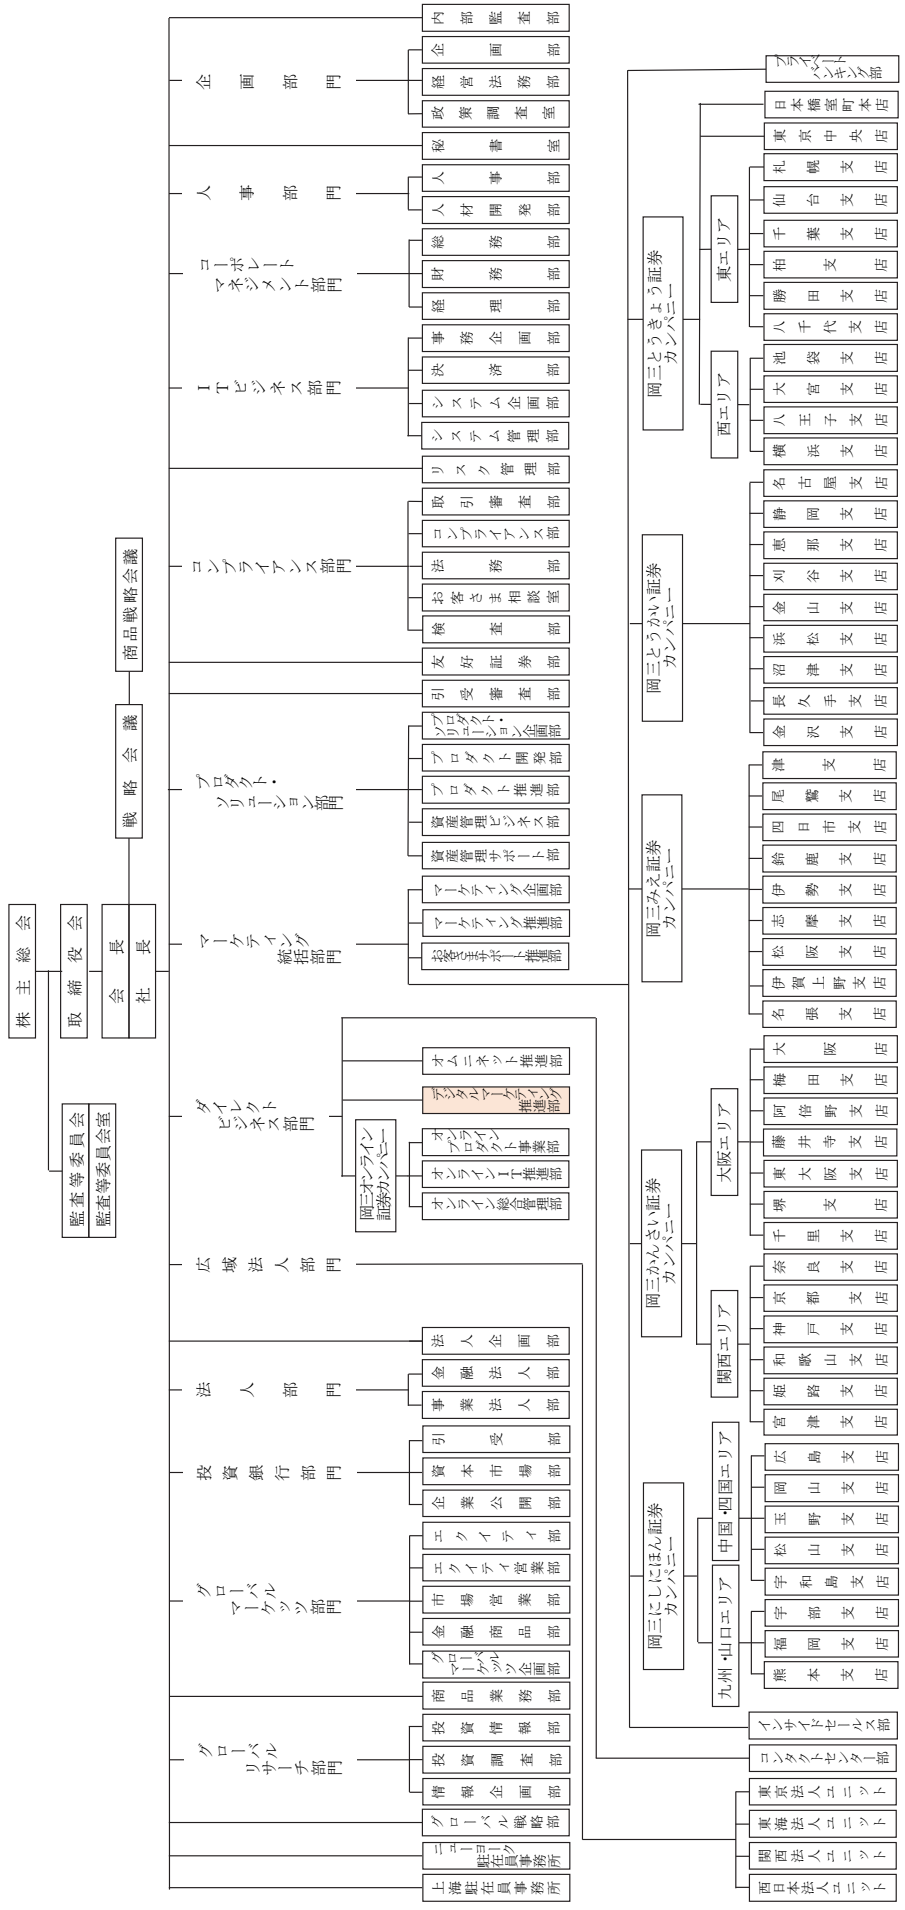 株主総会
取締役会
会長
社長
監査等委員会
監査等委員会室
戦略会議
商品戦略会議
内部監査部
企画部門
企画部
経営法務部
政策調査室
秘書室
人事部門
人事部
人材開発部
コーポレート
マネジメント部門
総務部
財務部
経理部
ITビジネス部門
事務企画部
決済部
システム企画部
システム管理部
リスク管理部
コンプライアンス部門
取引審査部
コンプライアンス部
法務部
お客さま相談室
検査部
友好証券部
引受審査部
プロダクト・
ソリューション部門
プロダクト・
ソリューション企画部
プロダクト開発部
プロダクト推進部
資産管理ビジネス部
資産管理サポート部
マーケティング
統括部門
マーケティング企画部
マーケティング推進部
お客さまサポート推進部
ダイレクト
ビジネス部門
オムニネット推進部
デジタルマーケティング
推進部
岡三オンライン
証券カンパニー
オンライン
プロダクト事業部
オンラインIT推進部
オンライン総合管理部
広域法人部門
法人企画部
法人部門
金融法人部
事業法人部
投資銀行部門
引受部
資本市場部
企業公開部
グローバル
マーケッツ部門
エクイティ部
エクイティ営業部
市場営業部
金融商品部
グローバル
マーケッツ企画部
商品業務部
グローバル
リサーチ部門
投資情報部
投資調査部
情報企画部
グローバル戦略部
ニューヨーク
駐在員事務所
上海駐在員事務所
プライベート
バンキング部
岡三とうきょう証券
カンパニー
日本橋室町本店
東京中央店
東エリア
札幌支店
仙台支店
千葉支店
柏支店
勝田支店
八千代支店
西エリア
池袋支店
大宮支店
八王子支店
横浜支店
岡三とうかい証券
カンパニー
名古屋支店
静岡支店
恵那支店
刈谷支店
金山支店
浜松支店
沼津支店
長久手支店
金沢支店
岡三みえ証券
カンパニー
津支店
尾鷲支店
四日市支店
鈴鹿支店
伊勢支店
志摩支店
松阪支店
伊賀上野支店
名張支店
岡三かんさい証券
カンパニー
大阪エリア
大阪店
梅田支店
阿倍野支店
藤井寺支店
東大阪支店
堺支店
千里支店
関西エリア
奈良支店
京都支店
神戸支店
和歌山支店
姫路支店
宮津支店
岡三にしにほん証券
カンパニー
中国・四国エリア
広島支店
岡山支店
玉野支店
松山支店
宇和島支店
九州・山口エリア
宇部支店
福岡支店
熊本支店
インサイドセールス部
コンタクトセンター部
東京法人ユニット
東海法人ユニット
関西法人ユニット
西日本法人ユニット